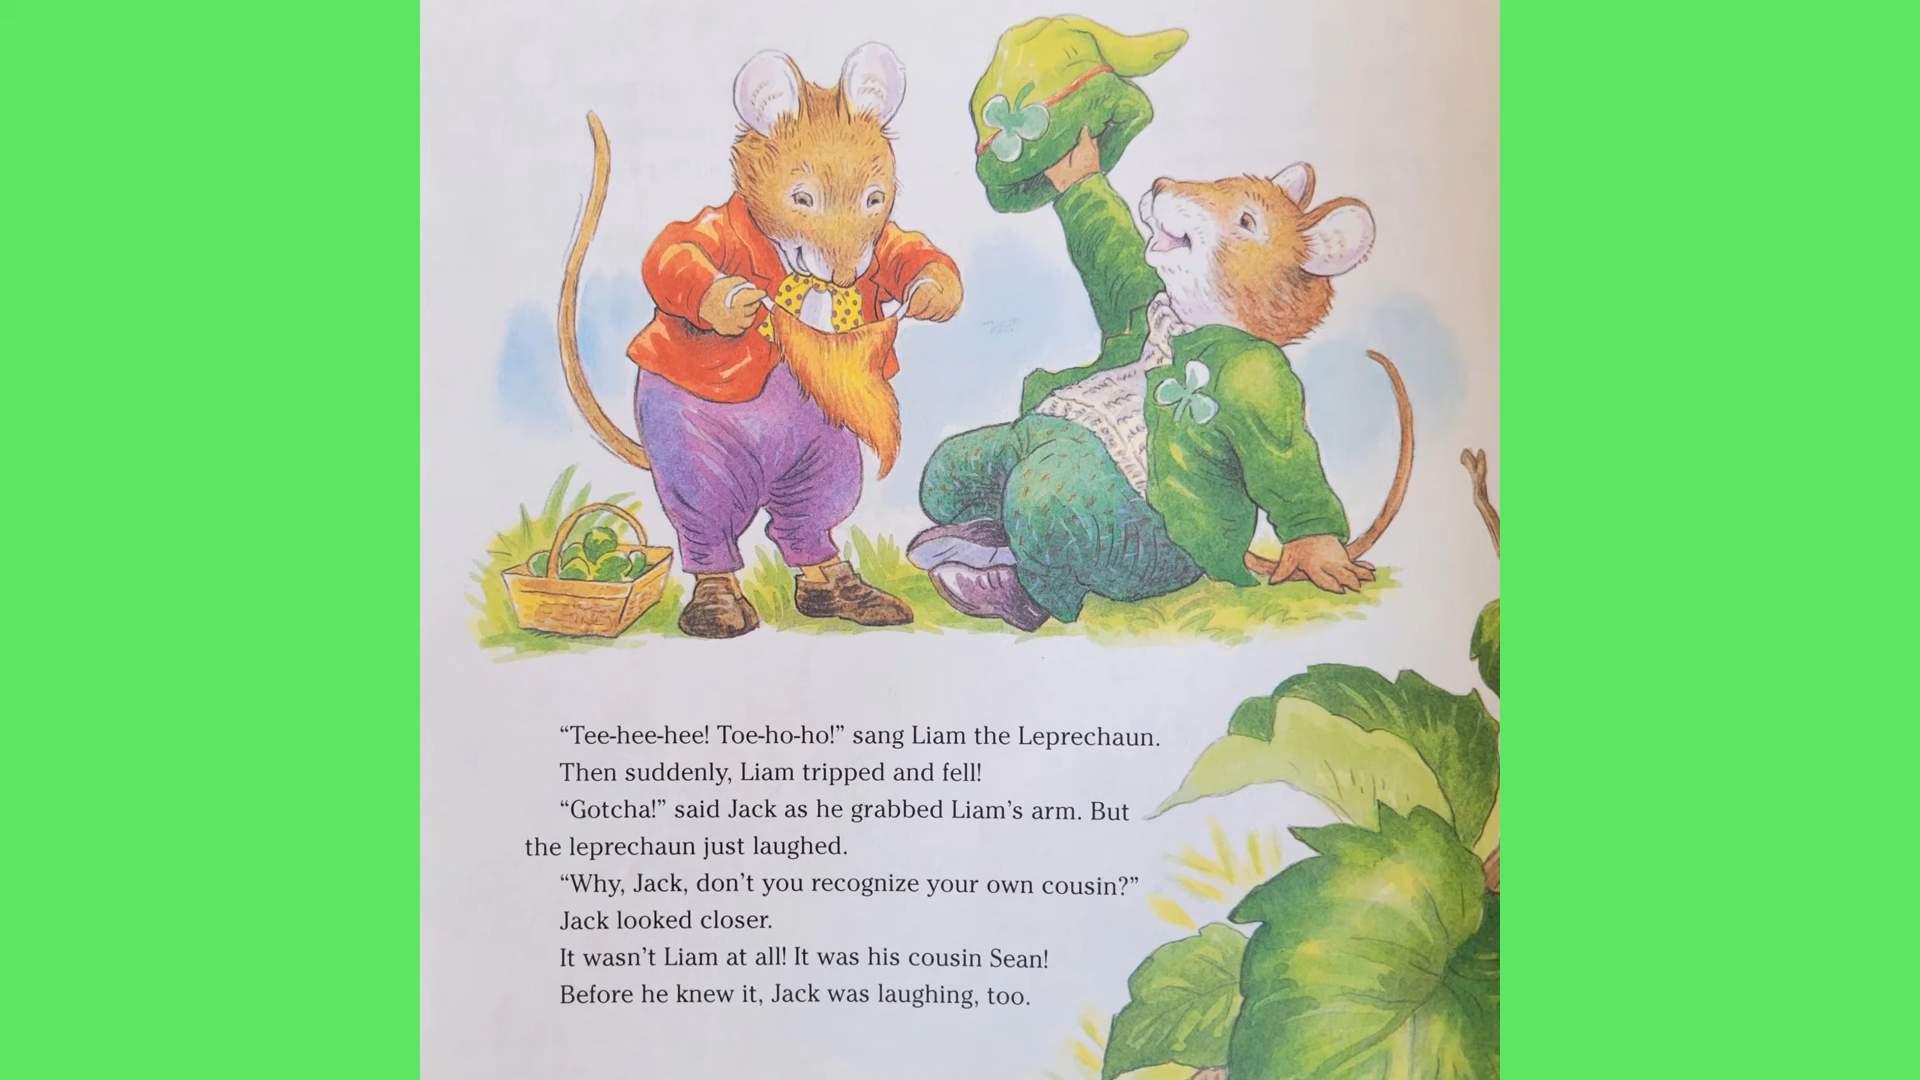 “Tee-hee-hee! Toe-ho-ho!” sang Liam the Leprechaun.
Then suddenly, Liam tripped and fell!
“Gotcha!” said Jack as he grabbed Liam’s arm. But
the leprechaun just laughed.
“Why, Jack, don’t you recognize your own cousin?”
Jack looked closer.
It wasn’t Liam at all! It was his cousin Sean!
Before he knew it, Jack was laughing, too.